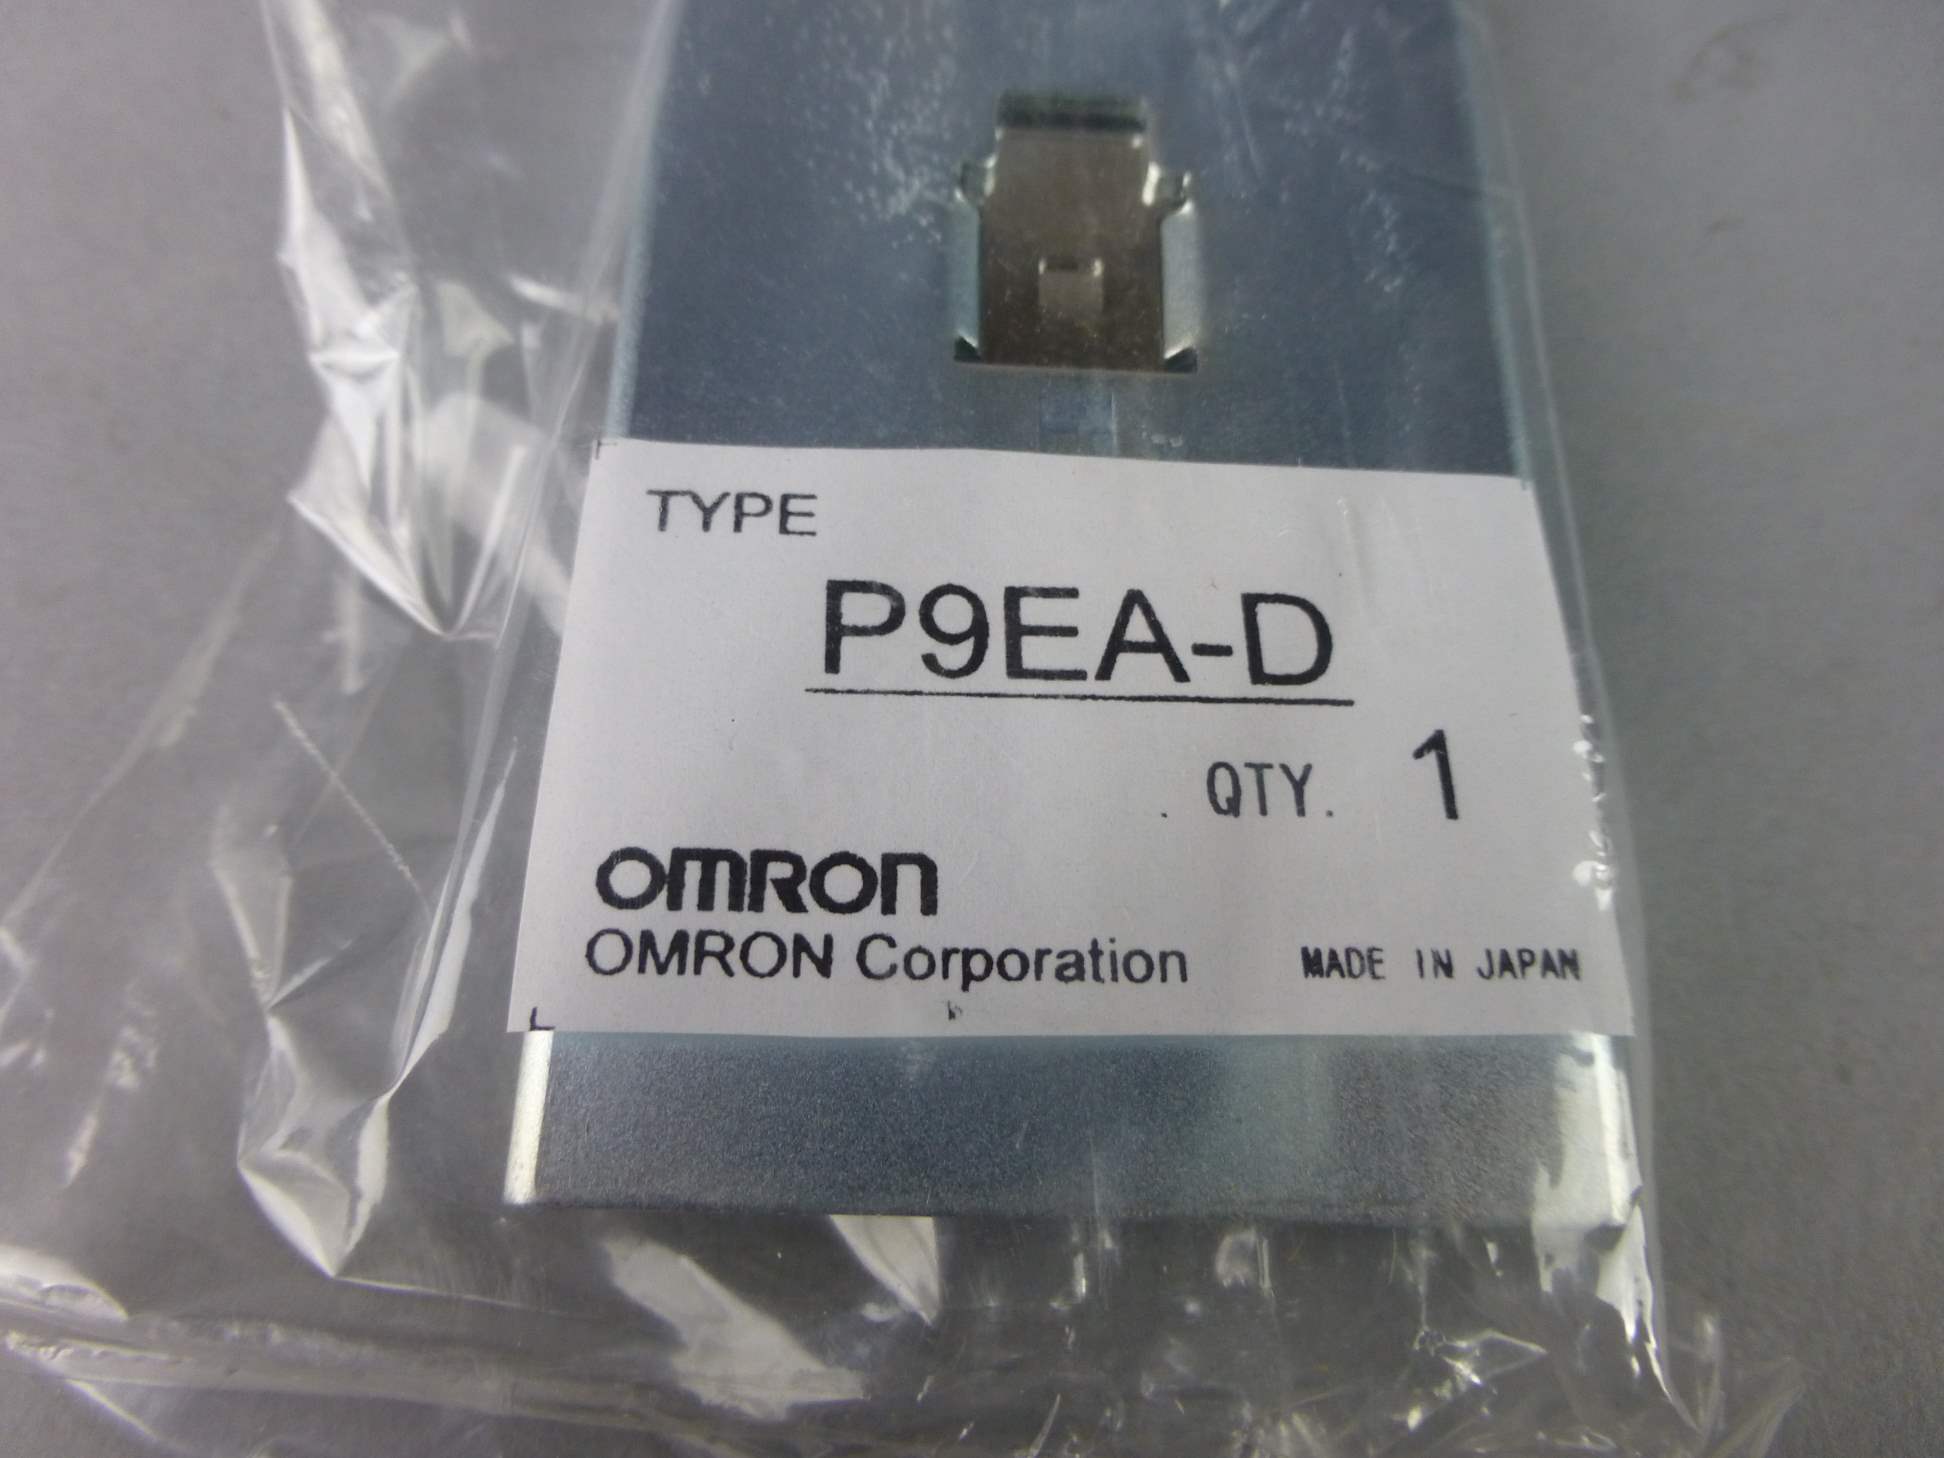 TYPE
P9EA-D
QTY. 1
OMRON
OMRON Corporation MADE IN JAPAN